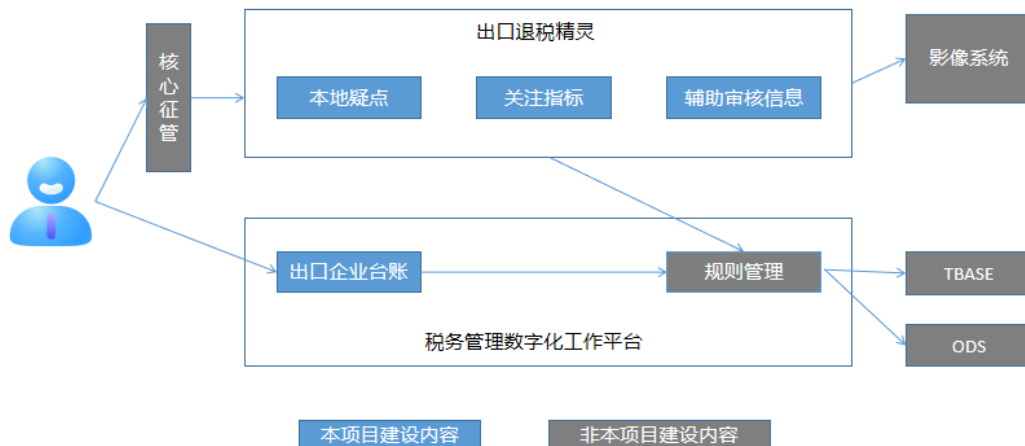 出口退税精灵
核心征管
本地疑点
关注指标
辅助审核信息
影像系统
出口企业台账
规则管理
TBASE
税务管理数字化工作平台
ODS
本项目建设内容
非本项目建设内容